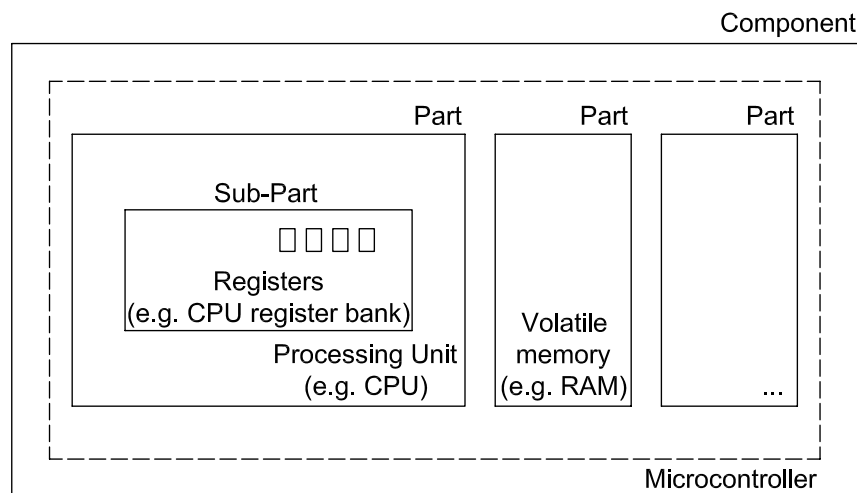 Component
Part
Part
Part
Sub-Part
Registers
(e.g. CPU register bank)
Processing Unit
(e.g. CPU)
Volatile
memory
(e.g. RAM)
...
Microcontroller